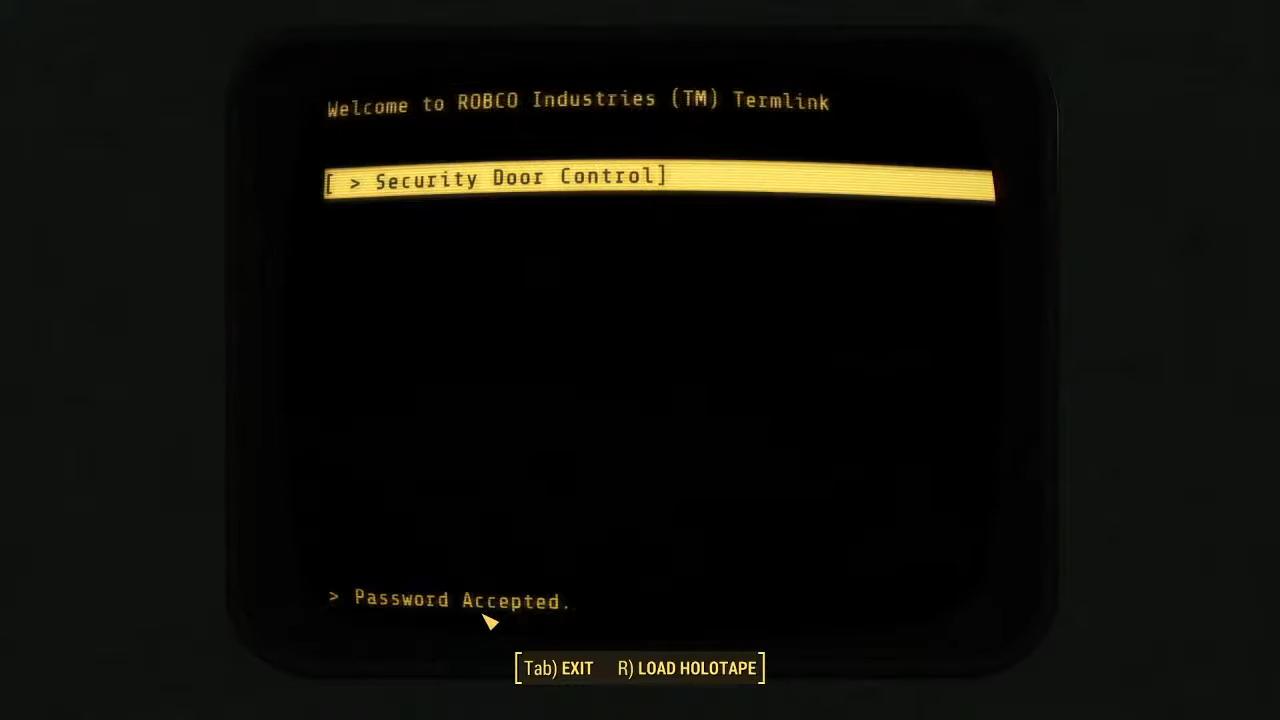 Welcome to ROBCO Industries (TM) Termlink
[ > Security Door Control]
> Password Accepted.
[Tab) EXIT R) LOAD HOLOTAPE]